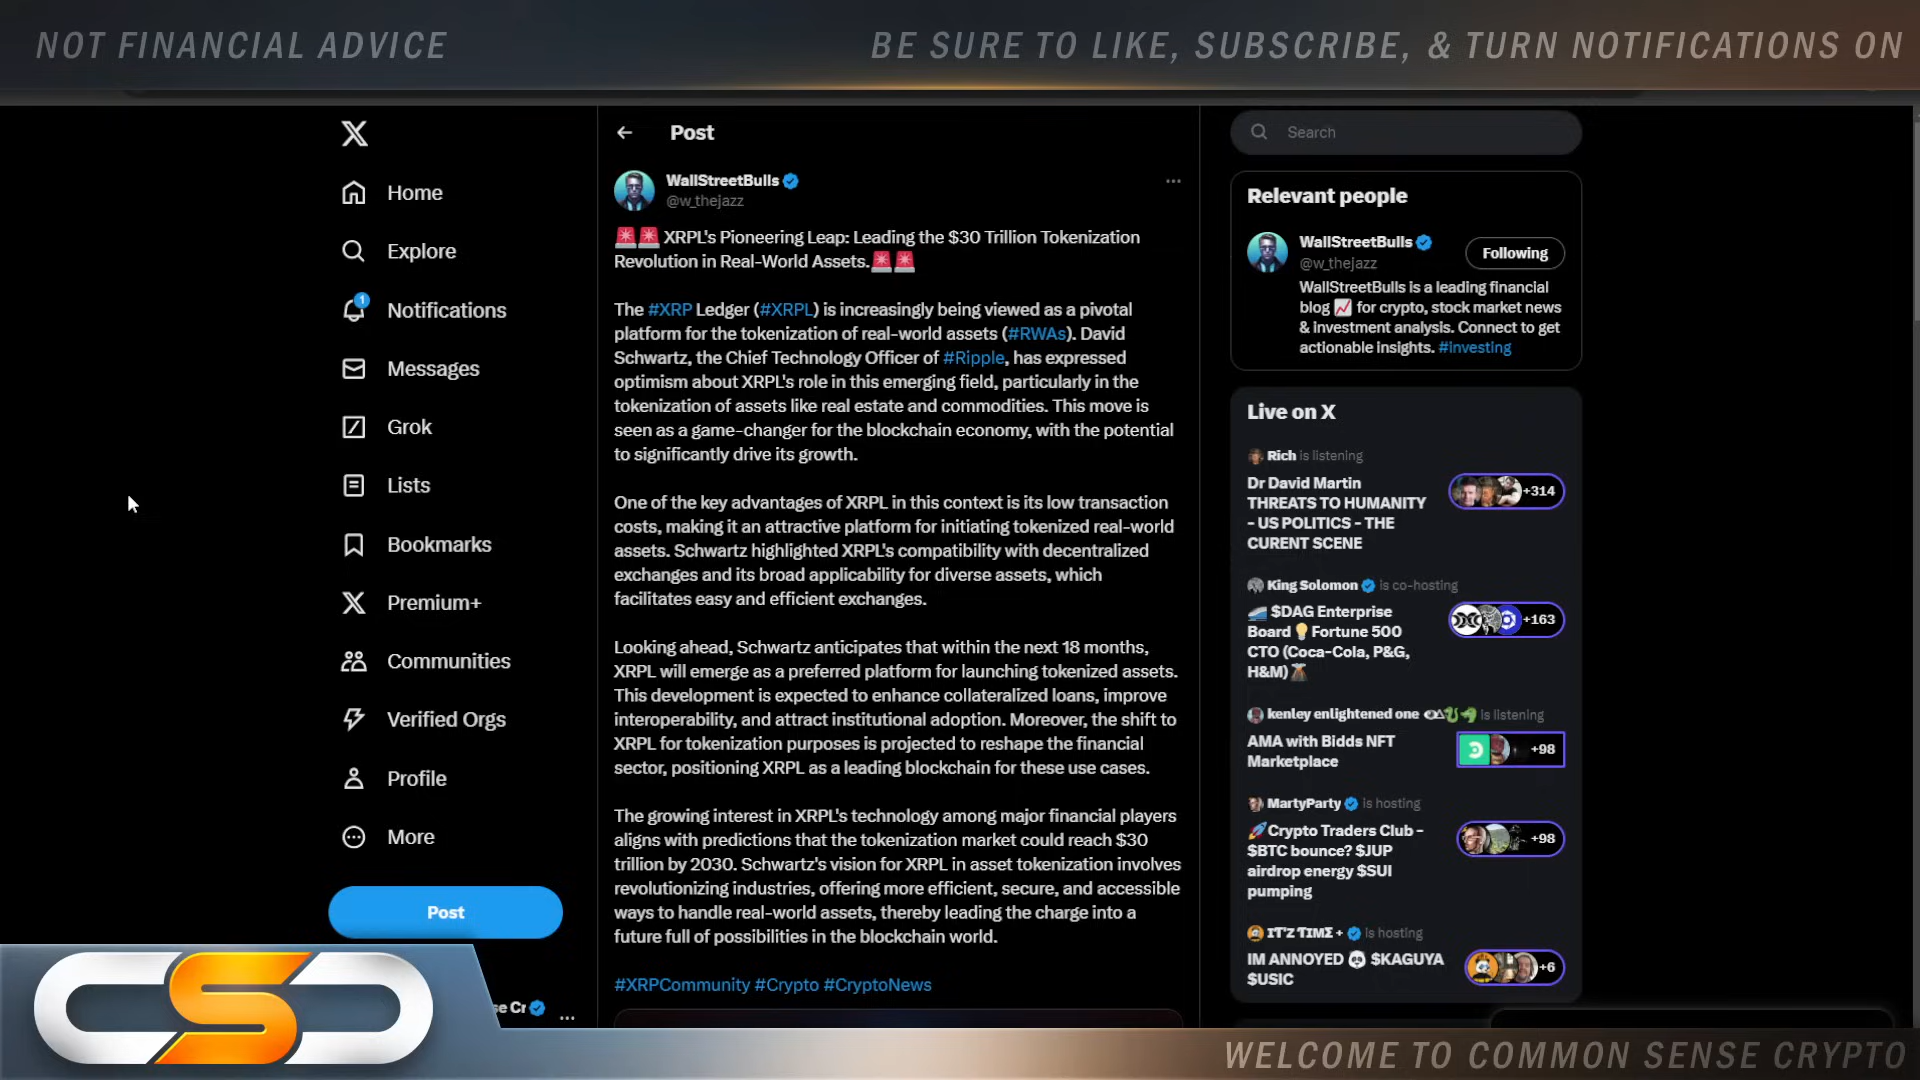 NOT FINANCIAL ADVICE
BE SURE TO LIKE, SUBSCRIBE, & TURN NOTIFICATIONS ON
Home
Explore
1
Notifications
Messages
Grok
Lists
Bookmarks
Premium+
Communities
Verified Orgs
Profile
More
Post
se Cr
Post
WallStreetBulls
@w_thejazz
🚨🚨 XRPL's Pioneering Leap: Leading the $30 Trillion Tokenization
Revolution in Real-World Assets.🚨🚨
The #XRP Ledger (#XRPL) is increasingly being viewed as a pivotal
platform for the tokenization of real-world assets (#RWAs). David
Schwartz, the Chief Technology Officer of #Ripple, has expressed
optimism about XRPL's role in this emerging field, particularly in the
tokenization of assets like real estate and commodities. This move is
seen as a game-changer for the blockchain economy, with the potential
to significantly drive its growth.
One of the key advantages of XRPL in this context is its low transaction
costs, making it an attractive platform for initiating tokenized real-world
assets. Schwartz highlighted XRPL's compatibility with decentralized
exchanges and its broad applicability for diverse assets, which
facilitates easy and efficient exchanges.
Looking ahead, Schwartz anticipates that within the next 18 months,
XRPL will emerge as a preferred platform for launching tokenized assets.
This development is expected to enhance collateralized loans, improve
interoperability, and attract institutional adoption. Moreover, the shift to
XRPL for tokenization purposes is projected to reshape the financial
sector, positioning XRPL as a leading blockchain for these use cases.
The growing interest in XRPL's technology among major financial players
aligns with predictions that the tokenization market could reach $30
trillion by 2030. Schwartz's vision for XRPL in asset tokenization involves
revolutionizing industries, offering more efficient, secure, and accessible
ways to handle real-world assets, thereby leading the charge into a
future full of possibilities in the blockchain world.
#XRPCommunity #Crypto #CryptoNews
Search
Relevant people
WallStreetBulls
@w_thejazz
Following
WallStreetBulls is a leading financial
blog 📈 for crypto, stock market news
& investment analysis. Connect to get
actionable insights. #investing
Live on X
Rich is listening
Dr David Martin
THREATS TO HUMANITY
- US POLITICS - THE
CURENT SCENE
+314
King Solomon is co-hosting
🚄 $DAG Enterprise
Board 💡Fortune 500
CTO (Coca-Cola, P&G,
H&M)🌋
+163
kenley enlightened one is listening
AMA with Bidds NFT
Marketplace
+98
MartyParty is hosting
🚀Crypto Traders Club -
$BTC bounce? $JUP
airdrop energy $SUI
pumping
+98
IT'Z TIMΣ + is hosting
IM ANNOYED 💀 $KAGUYA
$USIC
+6
CSC
WELCOME TO COMMON SENSE CRYPTO